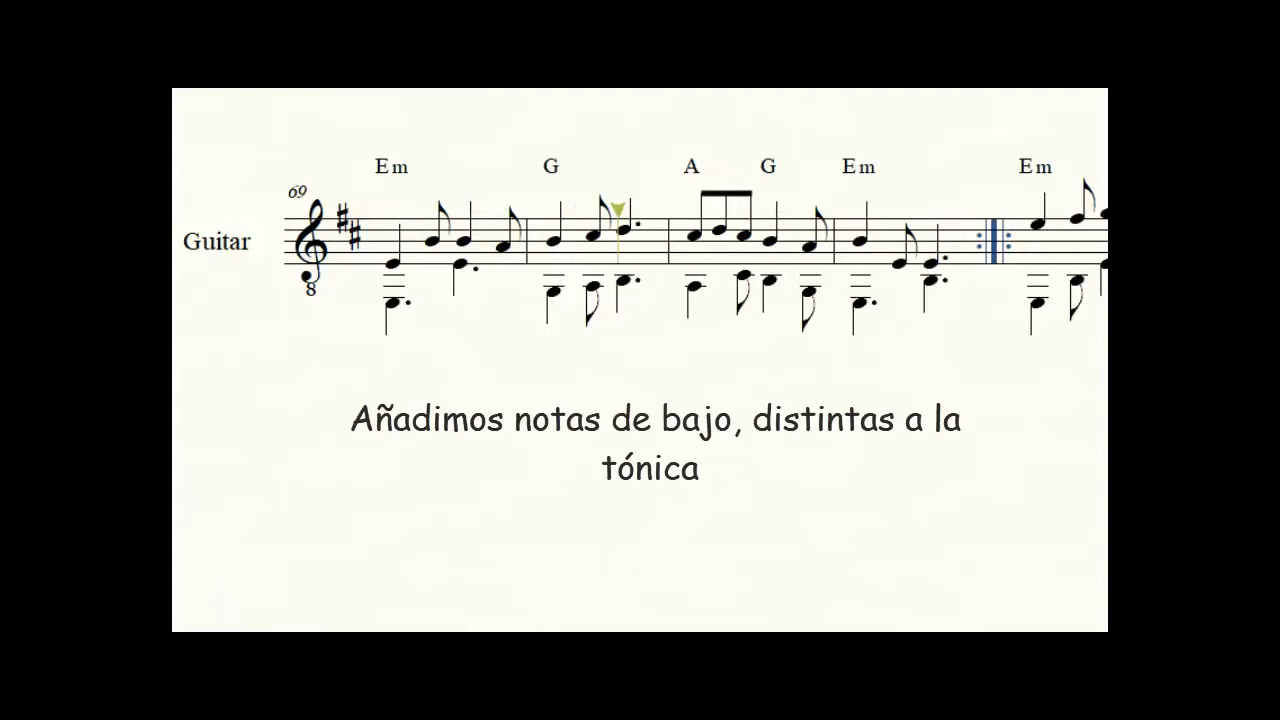 Em G A G Em Em
69
Guitar
8
Añadimos notas de bajo, distintas a la
tónica